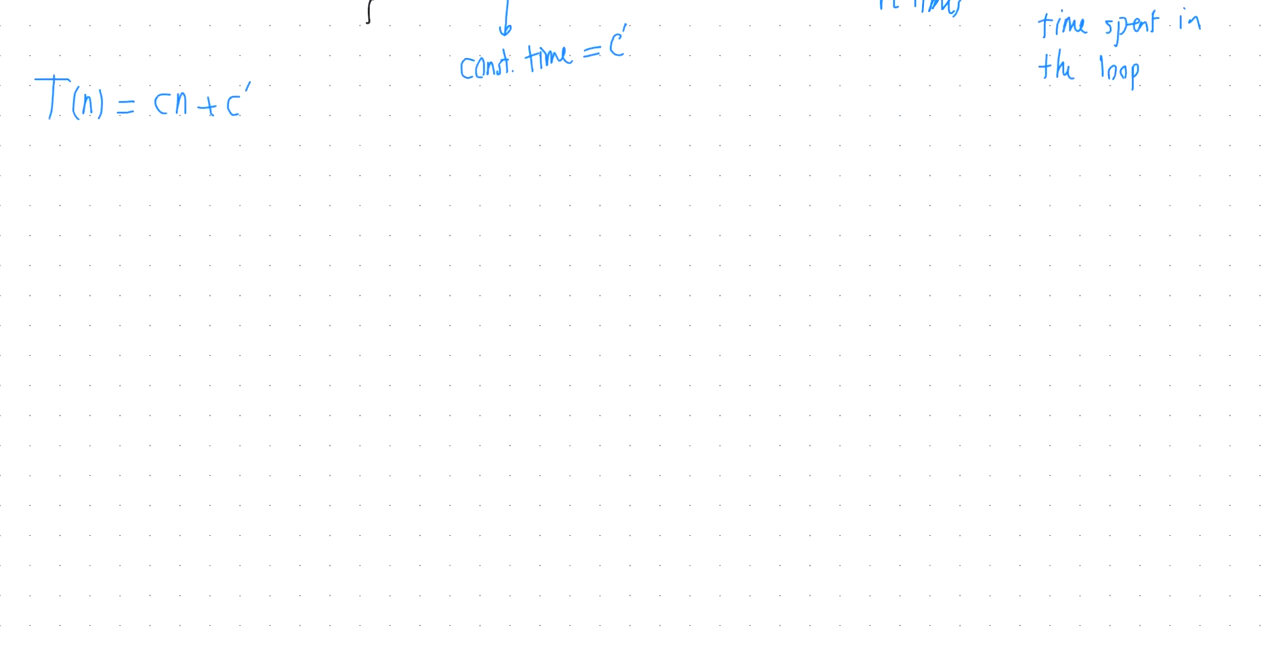 time spent in
const. time = c'
the loop
T(n) = cn + c'